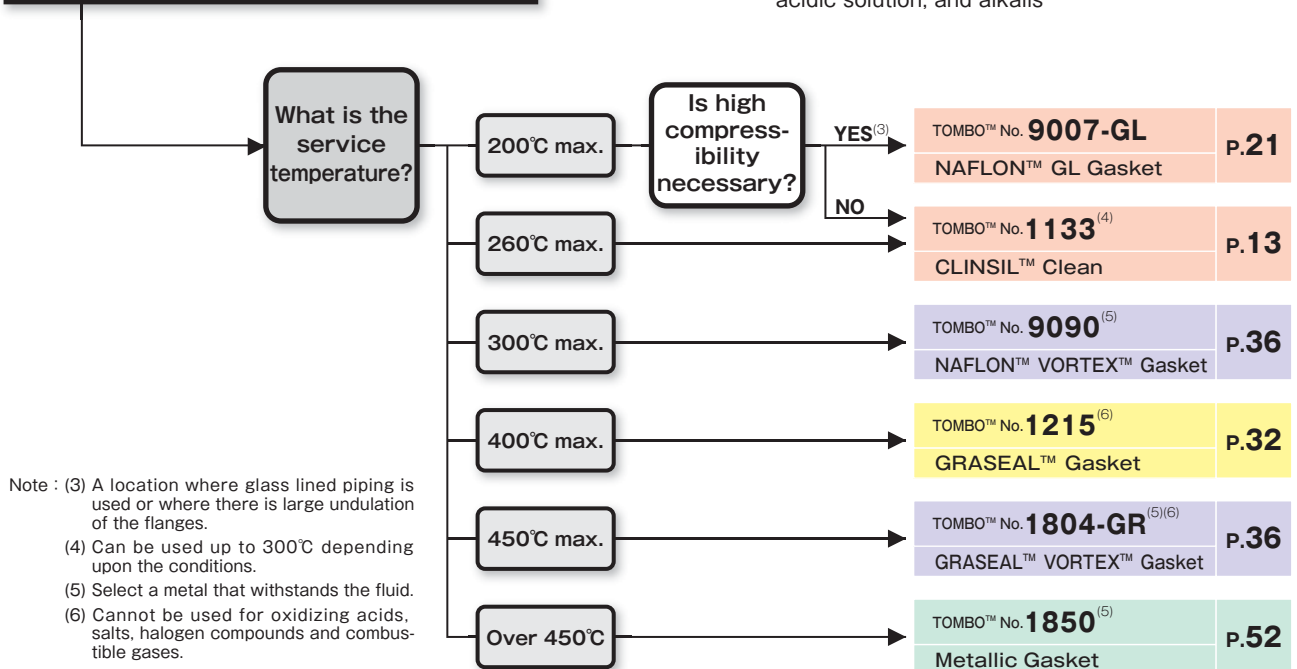 acidic solution, and alkalis
What is the
service
temperature?
200℃ max.
Is high
compress-
ibility
necessary?
YES(3)
NO
TOMBO™ No. 9007-GL
NAFLON™ GL Gasket
P.21
260℃ max.
TOMBO™ No. 1133(4)
CLINSIL™ Clean
P.13
300℃ max.
TOMBO™ No. 9090(5)
NAFLON™ VORTEX™ Gasket
P.36
400℃ max.
TOMBO™ No. 1215(6)
GRASEAL™ Gasket
P.32
450℃ max.
TOMBO™ No. 1804-GR(5)(6)
GRASEAL™ VORTEX™ Gasket
P.36
Over 450℃
TOMBO™ No. 1850(5)
Metallic Gasket
P.52
Note : (3) A location where glass lined piping is
used or where there is large undulation
of the flanges.
(4) Can be used up to 300℃ depending
upon the conditions.
(5) Select a metal that withstands the fluid.
(6) Cannot be used for oxidizing acids,
salts, halogen compounds and combus-
tible gases.